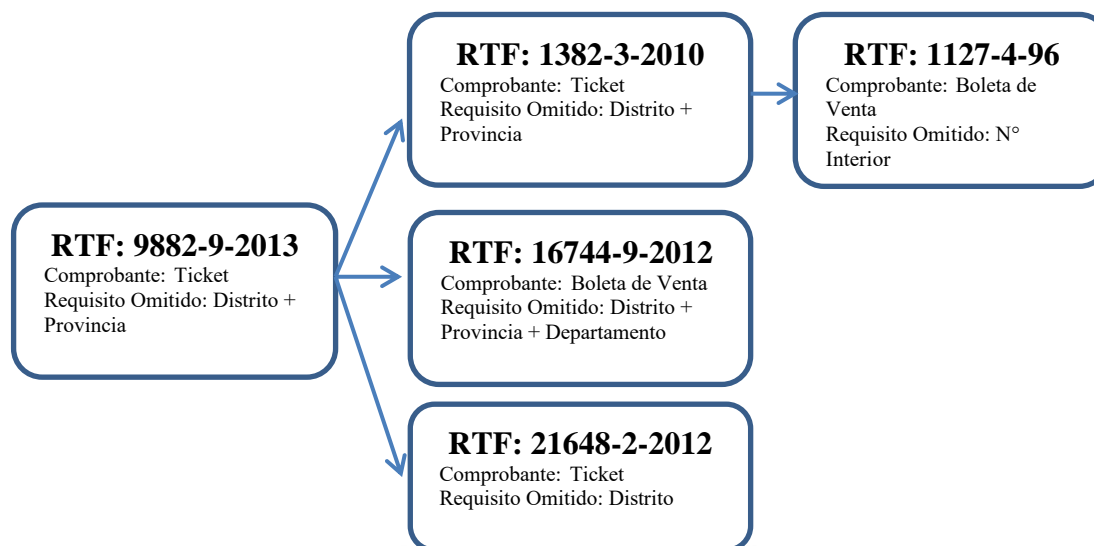 RTF: 9882-9-2013
Comprobante: Ticket
Requisito Omitido: Distrito +
Provincia
RTF: 1382-3-2010
Comprobante: Ticket
Requisito Omitido: Distrito +
Provincia
RTF: 1127-4-96
Comprobante: Boleta de
Venta
Requisito Omitido: N°
Interior
RTF: 16744-9-2012
Comprobante: Boleta de Venta
Requisito Omitido: Distrito +
Provincia + Departamento
RTF: 21648-2-2012
Comprobante: Ticket
Requisito Omitido: Distrito